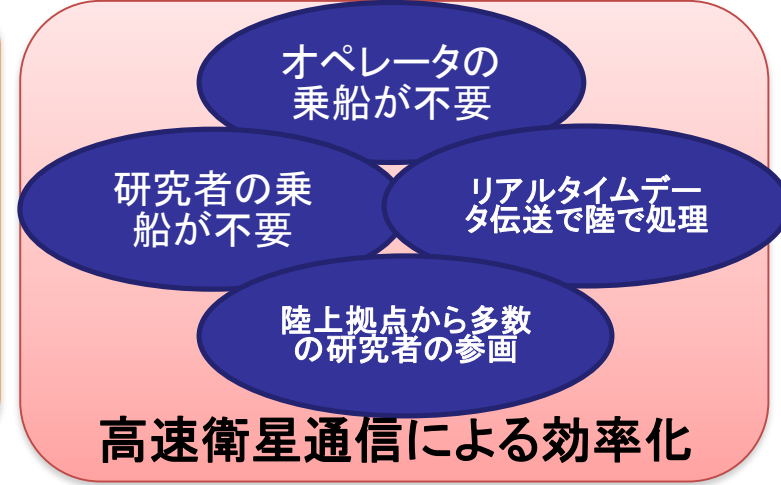 オペレータの
乗船が不要
研究者の乗
船が不要
リアルタイムデー
タ伝送で陸で処理
陸上拠点から多数
の研究者の参画
高速衛星通信による効率化